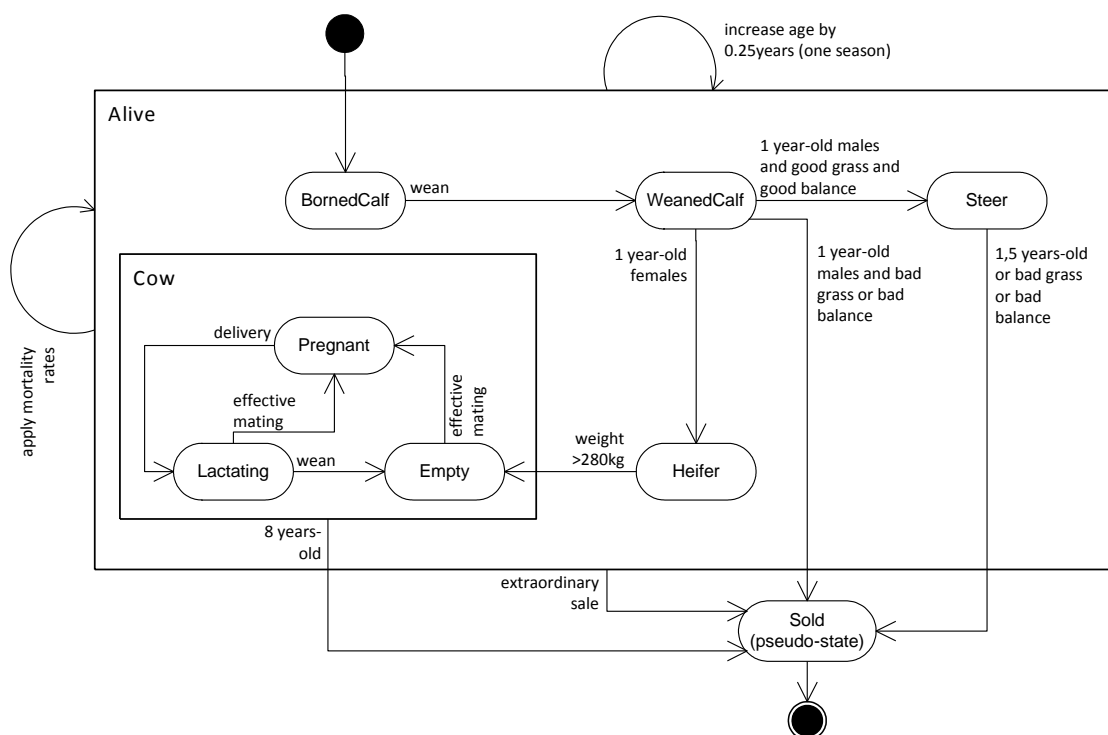 increase age by
0.25years (one season)
Alive
1 year-old males
and good grass and
good balance
BornedCalf
wean
WeanedCalf
Steer
1 year-old
females
1 year-old
males and bad
grass or bad
balance
1,5 years-old
or bad grass
or bad
balance
Cow
delivery
Pregnant
apply mortality
rates
effective
mating
effective
mating
Lactating
wean
Empty
weight
>280kg
Heifer
8 years-
old
extraordinary
sale
Sold
(pseudo-state)